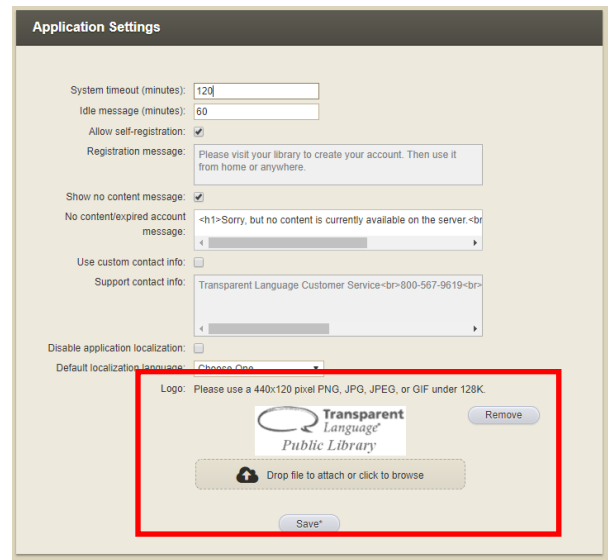 Application Settings
System timeout (minutes): 120
Idle message (minutes): 60
Allow self-registration:
Registration message: Please visit your library to create your account. Then use it
from home or anywhere.
Show no content message:
No content/expired account <h1>Sorry, but no content is currently available on the server.<br
message:
Use custom contact info:
Support contact info: Transparent Language Customer Service<br>800-567-9619<br>
Disable application localization:
Default localization language: Choose One
Logo: Please use a 440x120 pixel PNG, JPG, JPEG, or GIF under 128K.
Transparent
Language
Public Library
Remove
Drop file to attach or click to browse
Save*